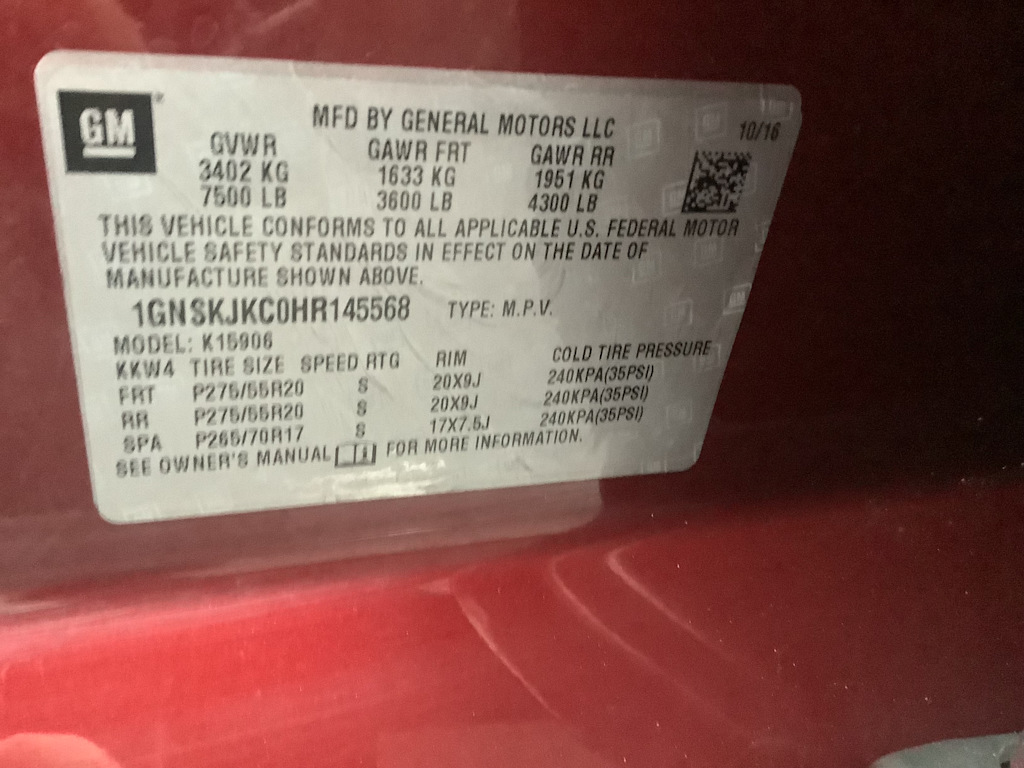 GM
MFD BY GENERAL MOTORS LLC 10/16
GVWR GAWR FRT GAWR RR
3402 KG 1633 KG 1951 KG
7500 LB 3600 LB 4300 LB
THIS VEHICLE CONFORMS TO ALL APPLICABLE U.S. FEDERAL MOTOR
VEHICLE SAFETY STANDARDS IN EFFECT ON THE DATE OF
MANUFACTURE SHOWN ABOVE.
1GNSKJKC0HR145568 TYPE: M.P.V.
MODEL: K15906
KKW4 TIRE SIZE SPEED RTG RIM COLD TIRE PRESSURE
FRT P275/55R20 S 20X9J 240KPA(35PSI)
RR P275/55R20 S 20X9J 240KPA(35PSI)
SPA P265/70R17 S 17X7.5J 240KPA(35PSI)
SEE OWNER'S MANUAL FOR MORE INFORMATION.